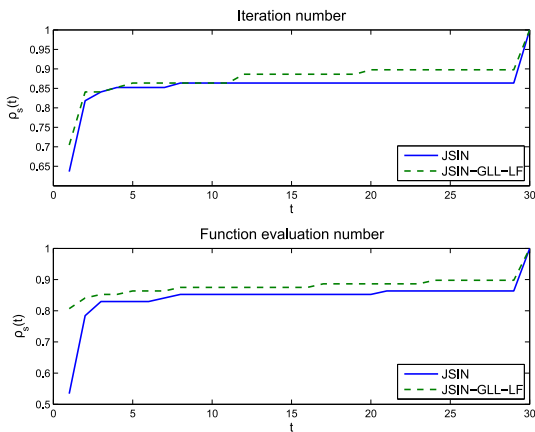 Iteration number
1
0.95
0.9
0.85
0.8
0.75
0.7
0.65
ρs(t)
0 5 10 15 20 25 30
t
JSIN
JSIN-GLL-LF
Function evaluation number
1
0.9
0.8
0.7
0.6
0.5
ρs(t)
0 5 10 15 20 25 30
t
JSIN
JSIN-GLL-LF